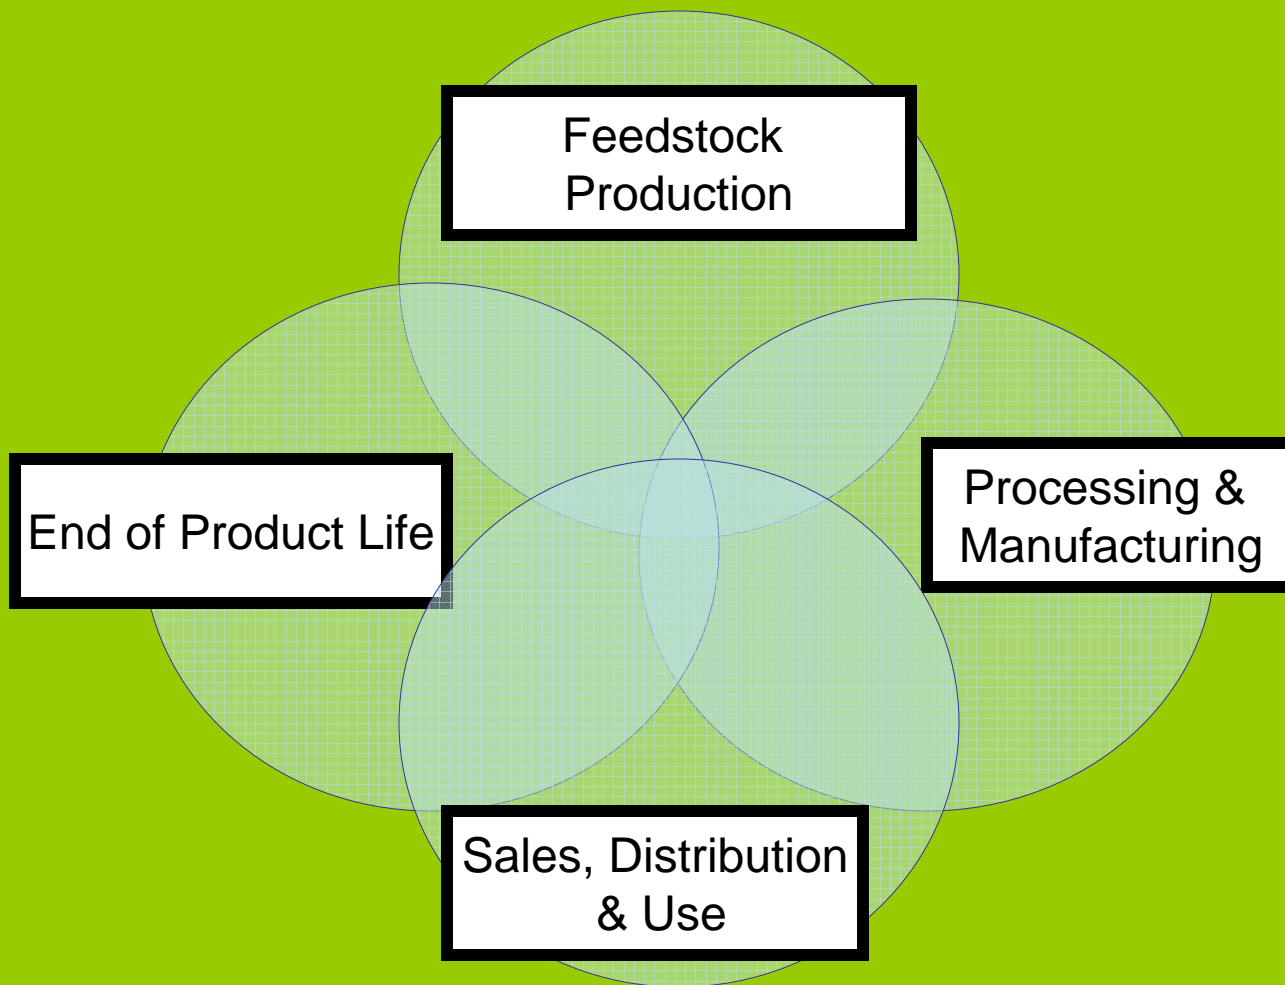 Feedstock
Production
End of Product Life
Processing &
Manufacturing
Sales, Distribution
& Use